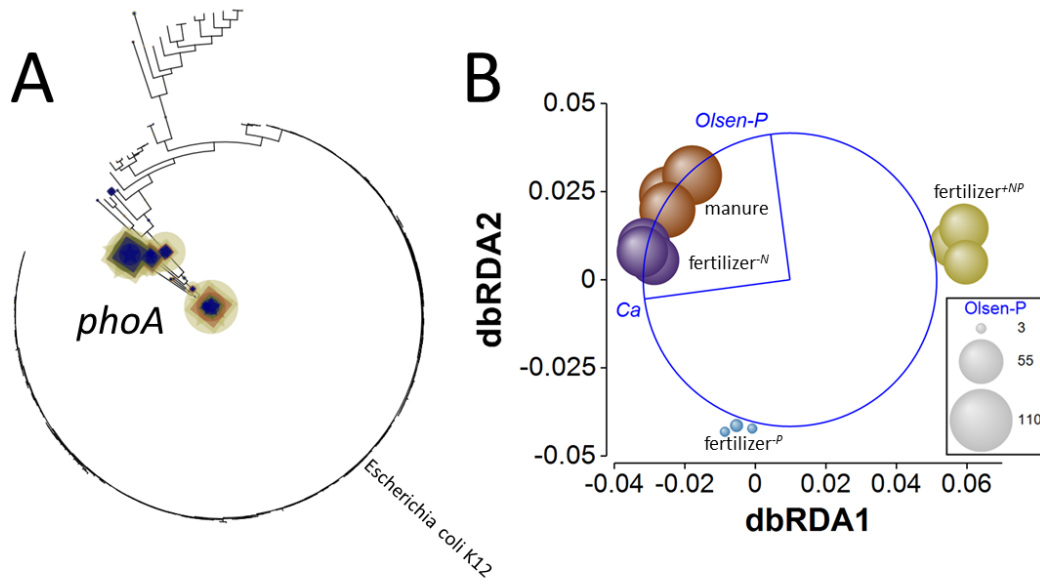 A
phoA
Escherichia coli K12
B
0.05
0.025
0
-0.025
-0.05
dbRDA2
Olsen-P
manure
fertilizer-N
Ca
fertilizer+NP
fertilizer-P
Olsen-P
3
55
110
-0.04 -0.02 0 0.02 0.04 0.06
dbRDA1